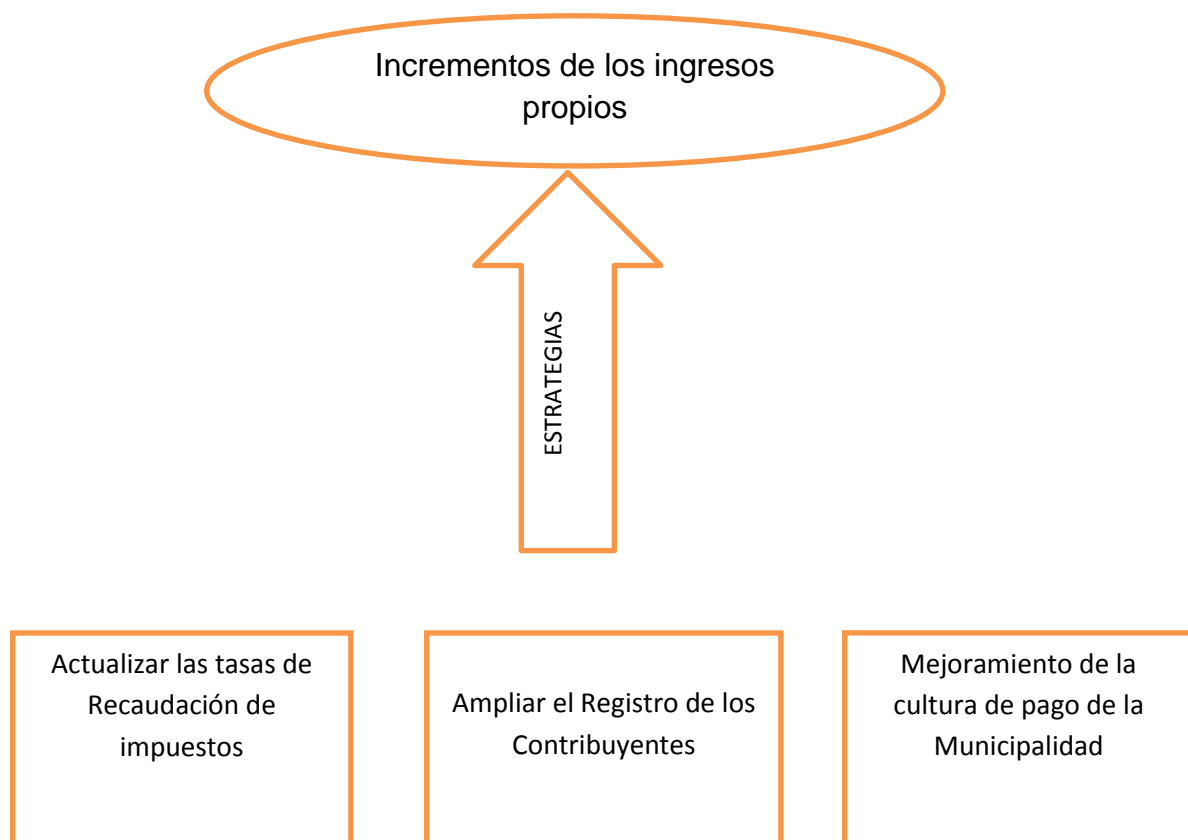 Incrementos de los ingresos
propios
ESTRATEGIAS
Actualizar las tasas de
Recaudación de
impuestos
Ampliar el Registro de los
Contribuyentes
Mejoramiento de la
cultura de pago de la
Municipalidad